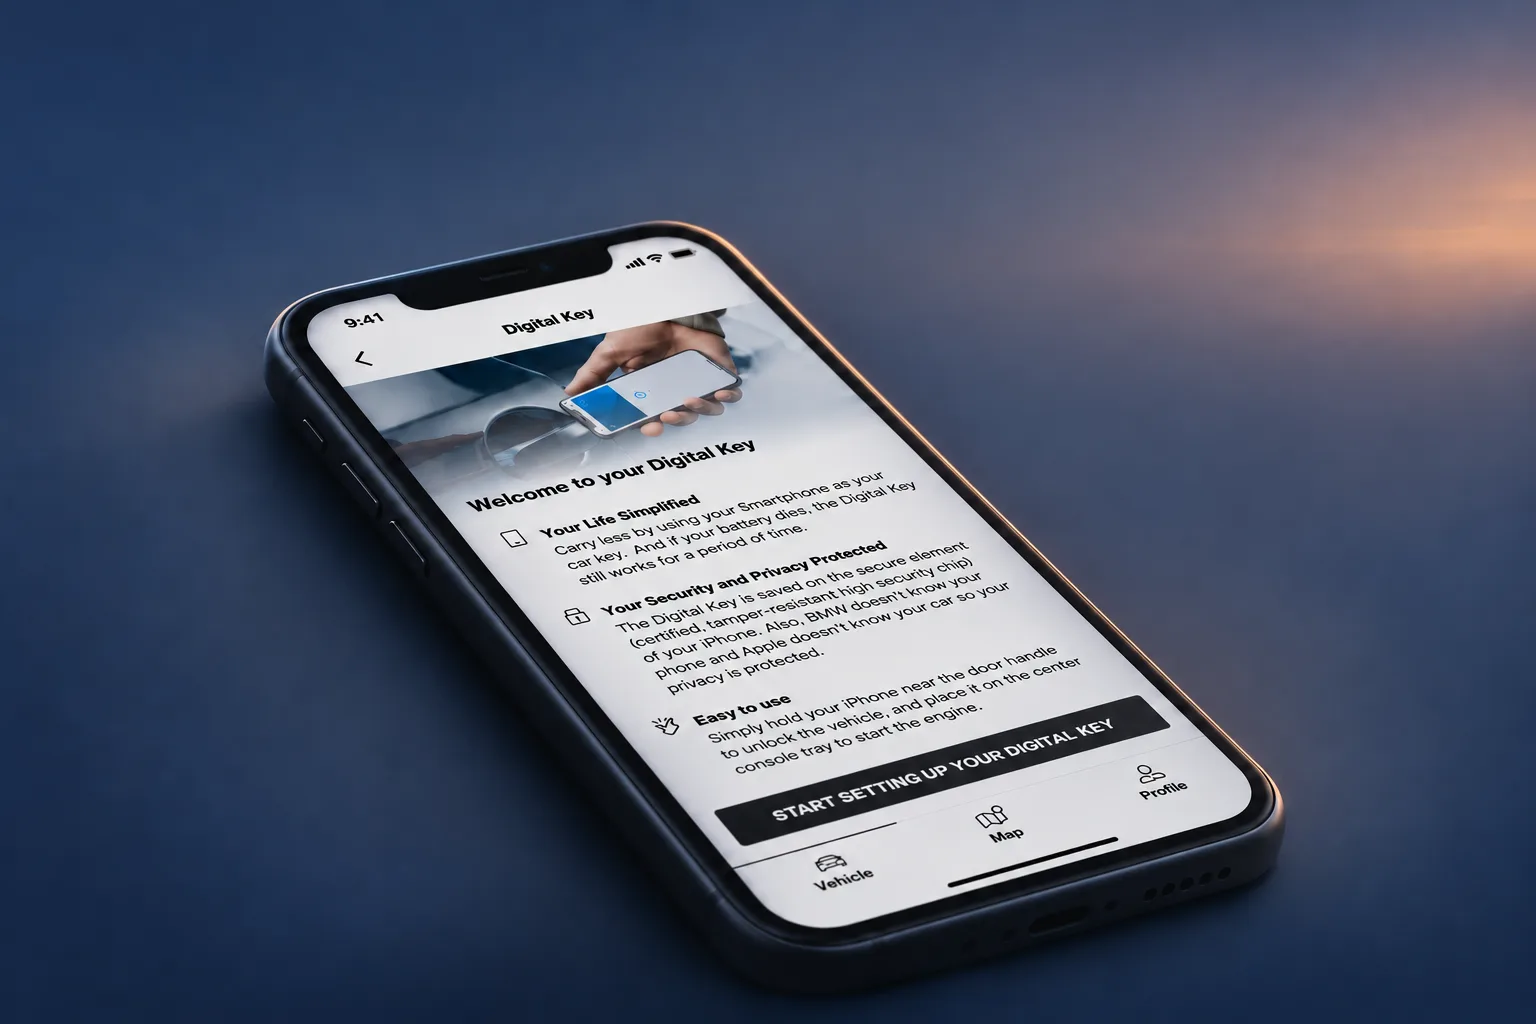 9:41
Digital Key
Welcome to your Digital Key
Your Life Simplified
Carry less by using your Smartphone as your
car key. And if your battery dies, the Digital Key
still works for a period of time.
Your Security and Privacy Protected
The Digital Key is saved on the secure element
(certified, tamper-resistant high security chip)
of your iPhone. Also, BMW doesn't know your
phone and Apple doesn't know your car so your
privacy is protected.
Easy to use
Simply hold your iPhone near the door handle
to unlock the vehicle, and place it on the center
console tray to start the engine.
START SETTING UP YOUR DIGITAL KEY
Vehicle
Map
Profile